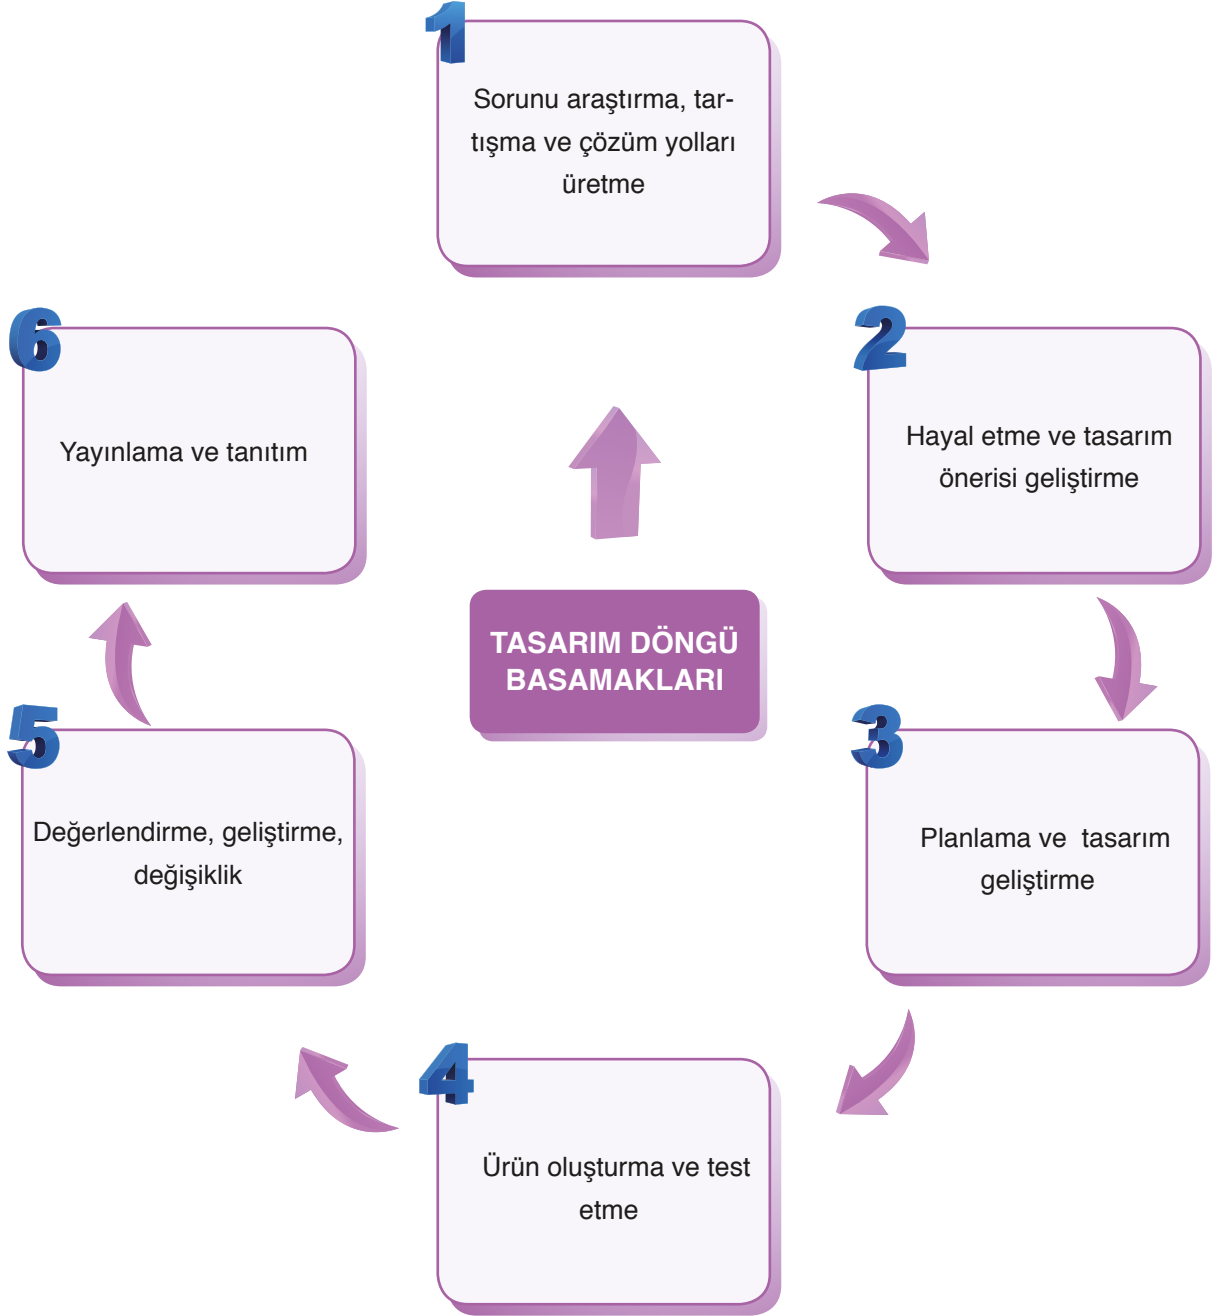 1
Sorunu araştırma, tar-
tışma ve çözüm yolları
üretme
2
Hayal etme ve tasarım
önerisi geliştirme
3
Planlama ve  tasarım
geliştirme
4
Ürün oluşturma ve test
etme
5
Değerlendirme, geliştirme,
değişiklik
6
Yayınlama ve tanıtım
TASARIM DÖNGÜ
BASAMAKLARI